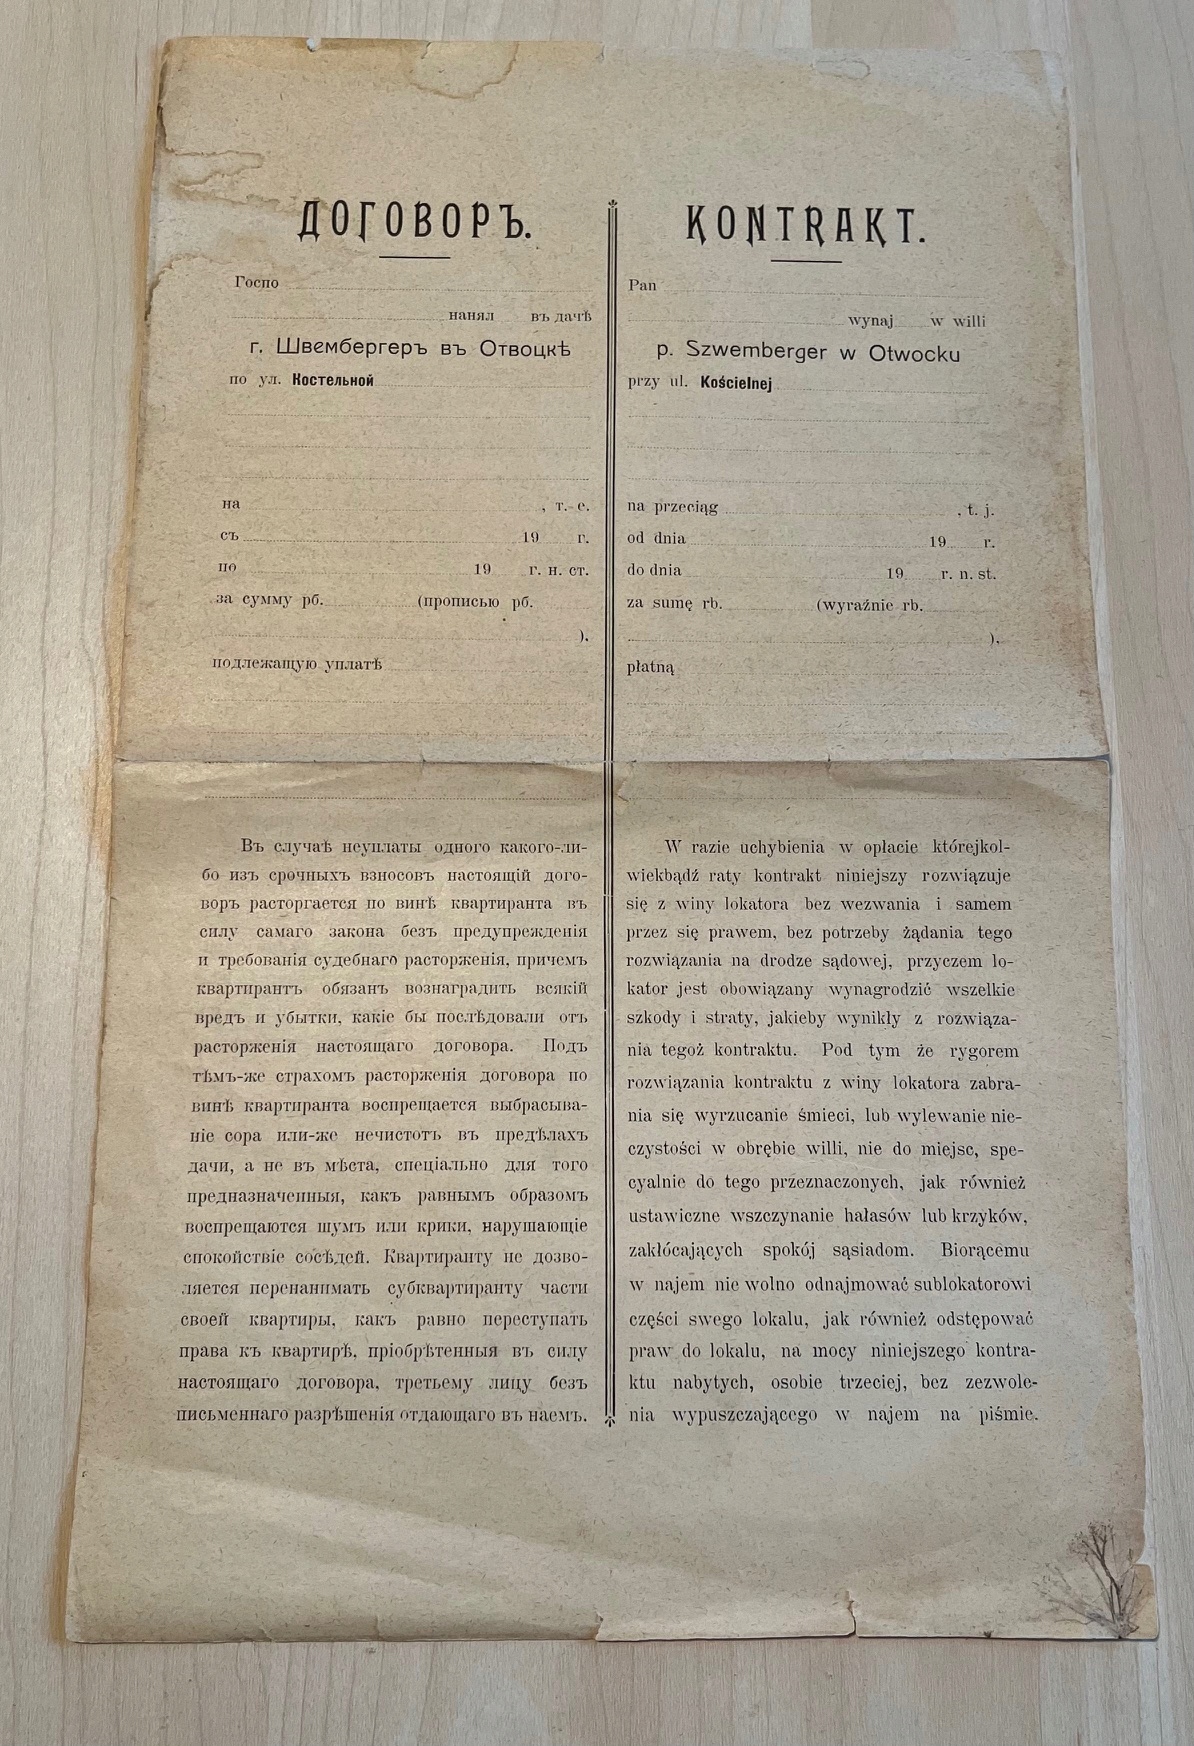 ДОГОВОРЪ.
Госпо
нанял въ дачѣ
г. Швембергеръ въ Отвоцкѣ
по ул. Костельной
на , т.-е.
съ 19 г.
по 19 г. н. ст.
за сумму рб. (прописью рб.
).
подлежащую уплатѣ
Въ случаѣ неуплаты одного какого-ли-
бо изъ срочныхъ взносовъ настоящій дого-
воръ расторгается по винѣ квартиранта въ
силу самаго закона безъ предупрежденія
и требованія судебнаго расторженія, причемъ
квартирантъ обязанъ вознаградить всякій
вредъ и убытки, какіе бы послѣдовали отъ
расторженія настоящаго договора. Подъ
тѣмъ-же страхомъ расторженія договора по
винѣ квартиранта воспрещается выбрасыва-
ніе сора или-же нечистотъ въ предѣлахъ
дачи, а не въ мѣста, спеціально для того
предназначенныя, какъ равнымъ образомъ
воспрещаются шумъ или крики, нарушающіе
спокойствіе сосѣдей. Квартиранту не дозво-
ляется перенанимать субквартиранту части
своей квартиры, какъ равно переступать
права къ квартирѣ, пріобрѣтенныя въ силу
настоящаго договора, третьему лицу безъ
письменнаго разрѣшенія отдающаго въ наемъ.
KONTRAKT.
Pan
wynaj w willi
p. Szwemberger w Otwocku
przy ul. Kościelnej
na przeciąg , t. j.
od dnia 19 r.
do dnia 19 r. n. st.
za sumę rb. (wyraźnie rb.
),
płatną
W razie uchybienia w opłacie którejkol-
wiekbądź raty kontrakt niniejszy rozwiązuje
się z winy lokatora bez wezwania i samem
przez się prawem, bez potrzeby żądania tego
rozwiązania na drodze sądowej, przyczem lo-
kator jest obowiązany wynagrodzić wszelkie
szkody i straty, jakieby wynikły z rozwiąza-
nia tegoż kontraktu. Pod tym że rygorem
rozwiązania kontraktu z winy lokatora zabra-
nia się wyrzucanie śmieci, lub wylewanie nie-
czystości w obrębie willi, nie do miejsc, spe-
cyalnie do tego przeznaczonych, jak również
ustawiczne wszczynanie hałasów lub krzyków,
zakłócających spokój sąsiadom. Biorącemu
w najem nie wolno odnajmować sublokatorowi
części swego lokalu, jak również odstępować
praw do lokalu, na mocy niniejszego kontra-
ktu nabytych, osobie trzeciej, bez zezwole-
nia wypuszczającego w najem na piśmie.